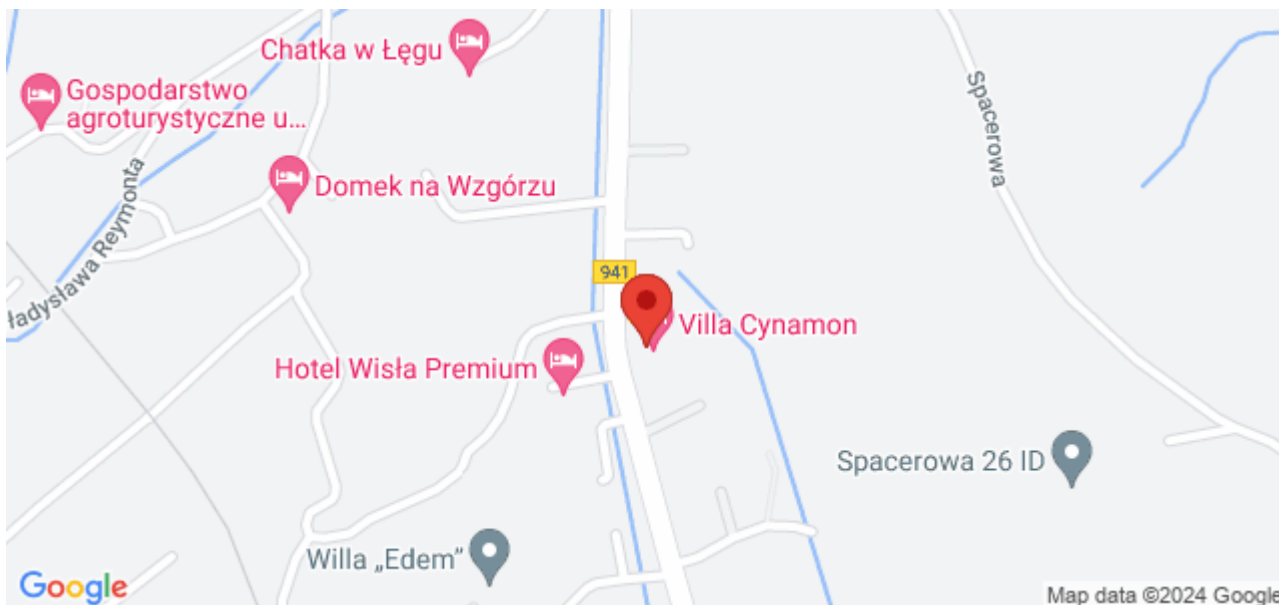 Chatka w Łęgu
Gospodarstwo
agroturystyczne u...
Spacerowa
Domek na Wzgórzu
ładysława Reymonta
941
Villa Cynamon
Hotel Wisła Premium
Spacerowa 26 ID
Willa „Edem”
Google
Map data ©2024 Google